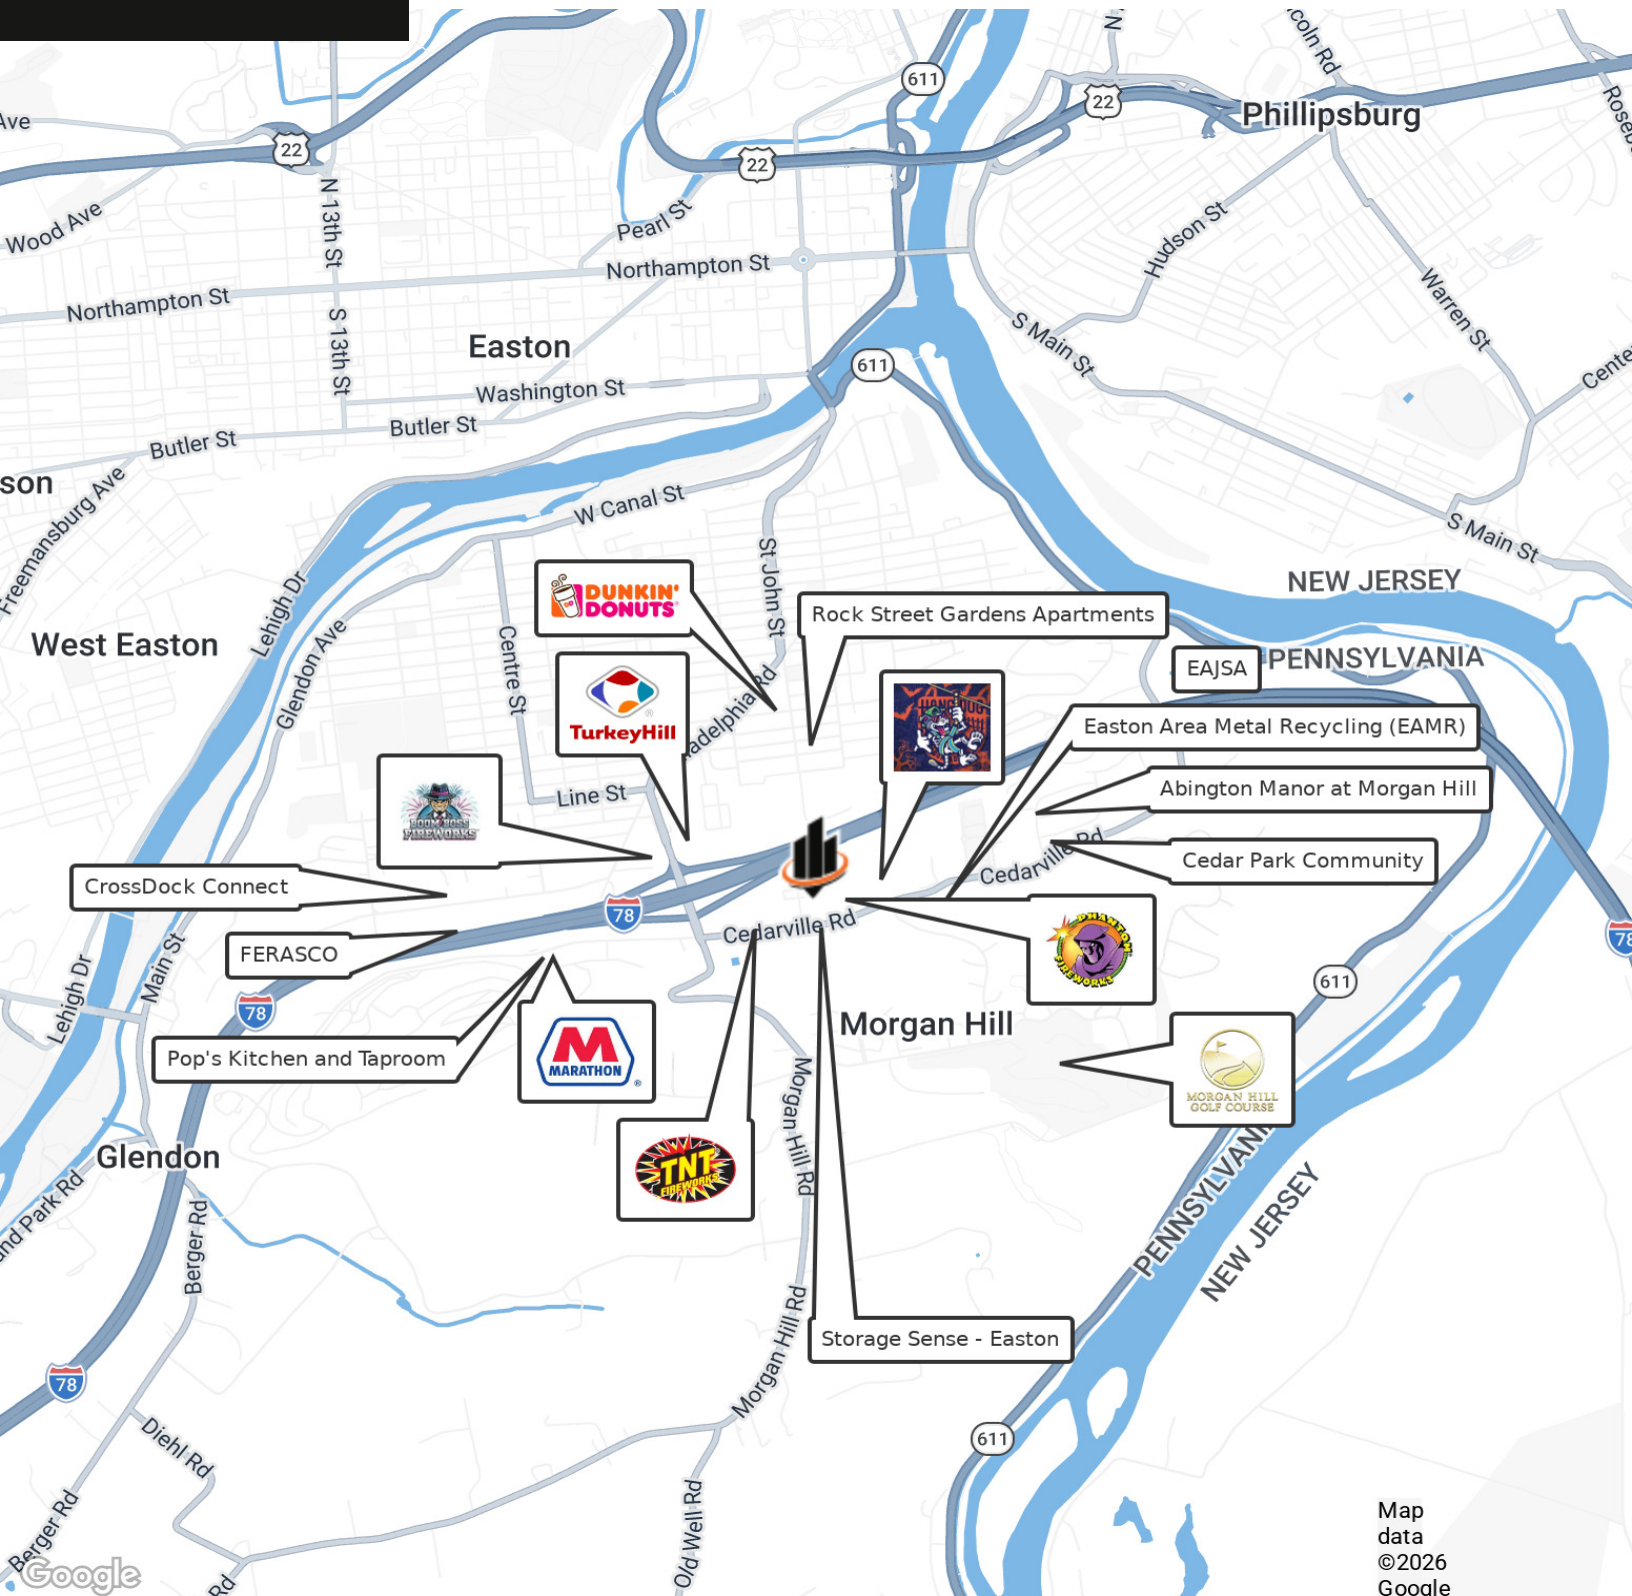 611
22
Phillipsburg
22
22
Ave
N
Wood Ave
N 13th St
Pearl St
Hudson St
Northampton St
Northampton St
Warren St
S 13th St
S Main St
Easton
611
Washington St
Butler St
Butler St
son
Freemansburg Ave
W Canal St
S Main St
St John St
NEW JERSEY
Lehigh Dr
DUNKIN'
DONUTS
Rock Street Gardens Apartments
West Easton
Glendon Ave
Centre St
PENNSYLVANIA
EAJSA
TurkeyHill
Easton Area Metal Recycling (EAMR)
Line St
Abington Manor at Morgan Hill
BOOM BOSS
FIREWORKS
Cedarville Rd
Cedar Park Community
CrossDock Connect
78
Cedarville Rd
78
PHANTOM
FIREWORKS
FERASCO
Main St
Lehigh Dr
611
78
Morgan Hill
Pop's Kitchen and Taproom
MARATHON
MORGAN HILL
GOLF COURSE
Morgan Hill Rd
TNT
FIREWORKS
Glendon
PENNSYLVANI
NEW JERSEY
Berger Rd
Morgan Hill Rd
Storage Sense - Easton
78
611
Diehl Rd
Old Well Rd
Berger Rd
Rd
Google
Map
data
©2026
Google